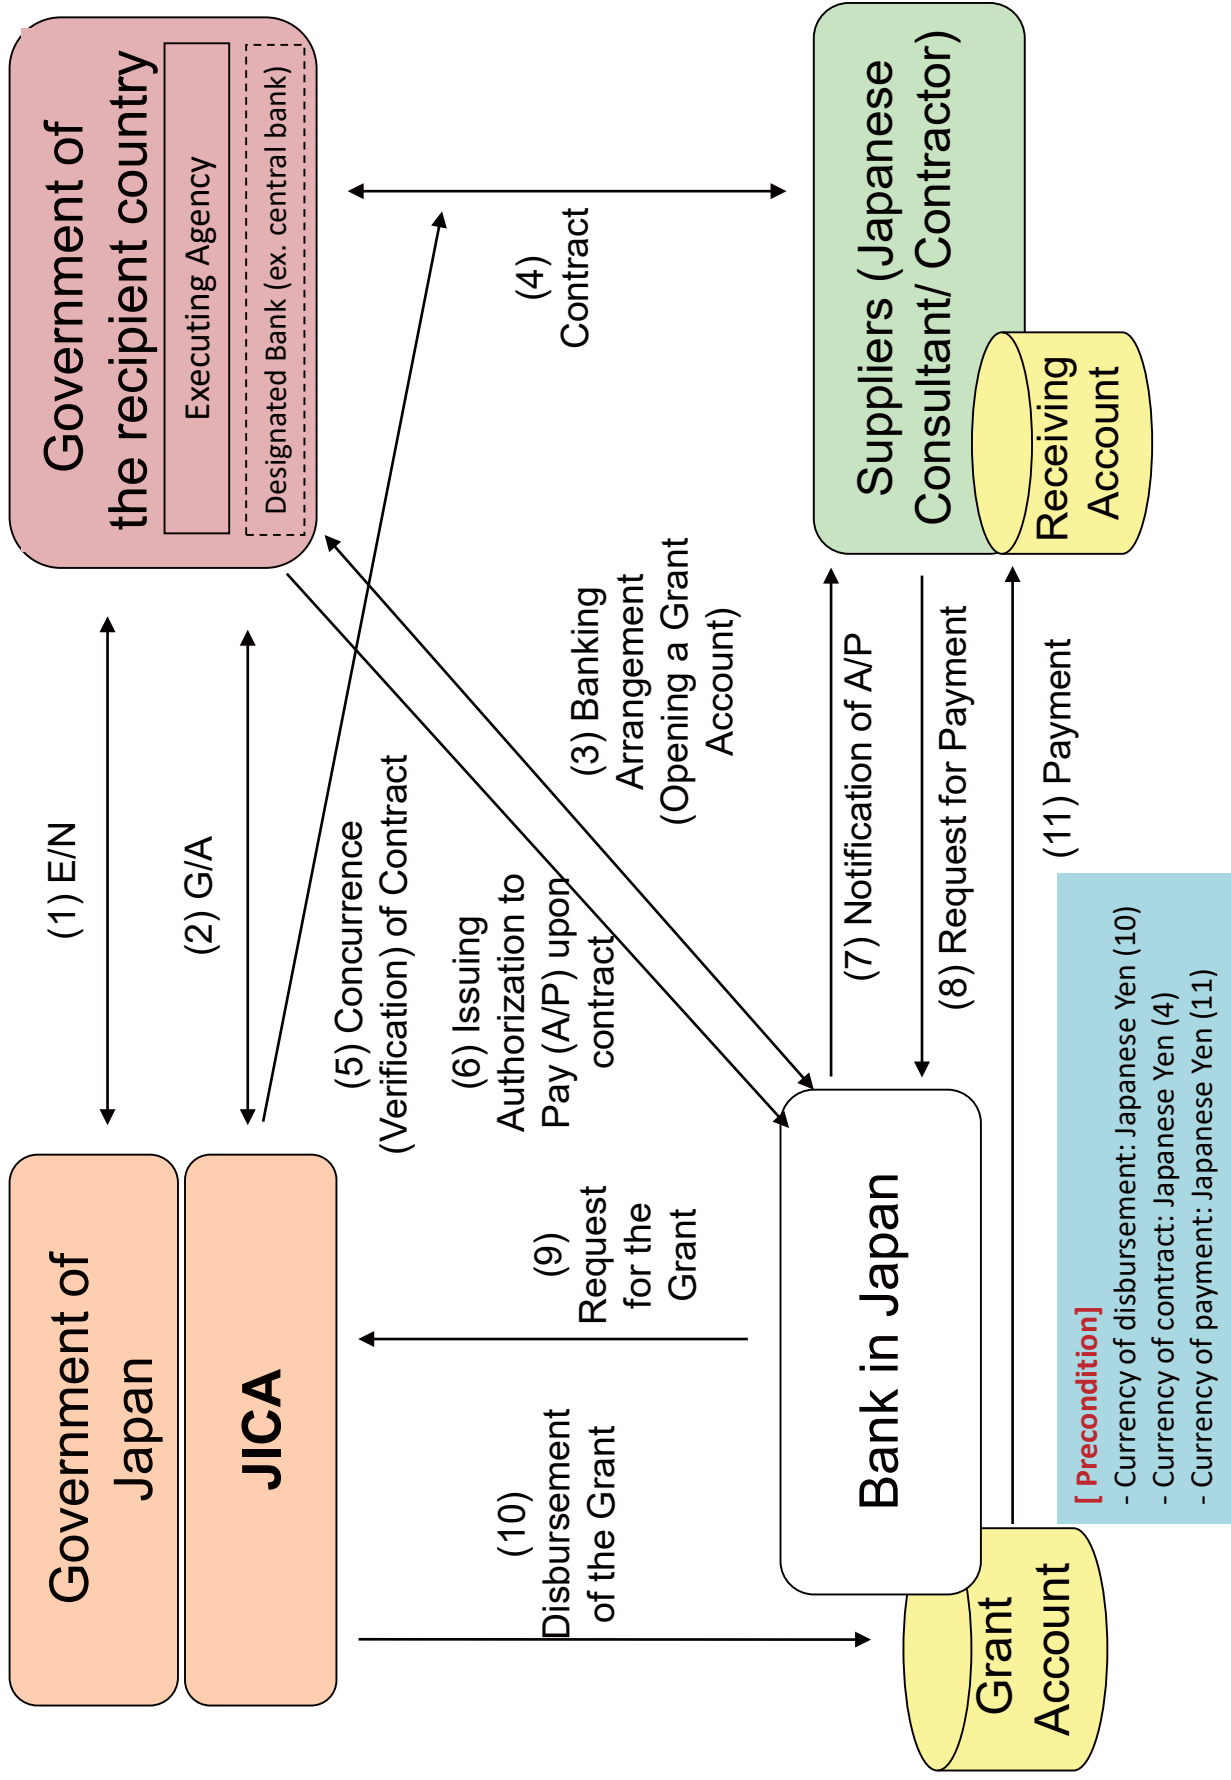 Government of
Japan
JICA
(1) E/N
(2) G/A
Government of
the recipient country
Executing Agency
Designated Bank (ex. central bank)
(5) Concurrence
(Verification) of Contract
(6) Issuing
Authorization to
Pay (A/P) upon
contract
(9)
Request
for the
Grant
(10)
Disbursement
of the Grant
(3) Banking
Arrangement
(Opening a Grant
Account)
(4)
Contract
Bank in Japan
Grant
Account
(7) Notification of A/P
(8) Request for Payment
(11) Payment
Suppliers (Japanese
Consultant/ Contractor)
Receiving
Account
[ Precondition]
- Currency of disbursement: Japanese Yen (10)
- Currency of contract: Japanese Yen (4)
- Currency of payment: Japanese Yen (11)